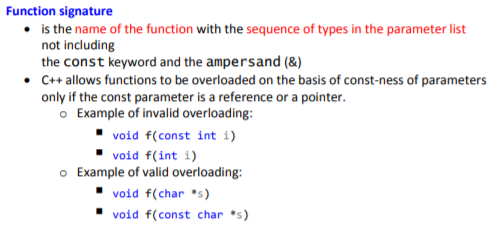 Function signature
• is the name of the function with the sequence of types in the parameter list
not including
the const keyword and the ampersand (&)
• C++ allows functions to be overloaded on the basis of const-ness of parameters
only if the const parameter is a reference or a pointer.
o Example of invalid overloading:
▪ void f(const int i)
▪ void f(int i)
o Example of valid overloading:
▪ void f(char *s)
▪ void f(const char *s)